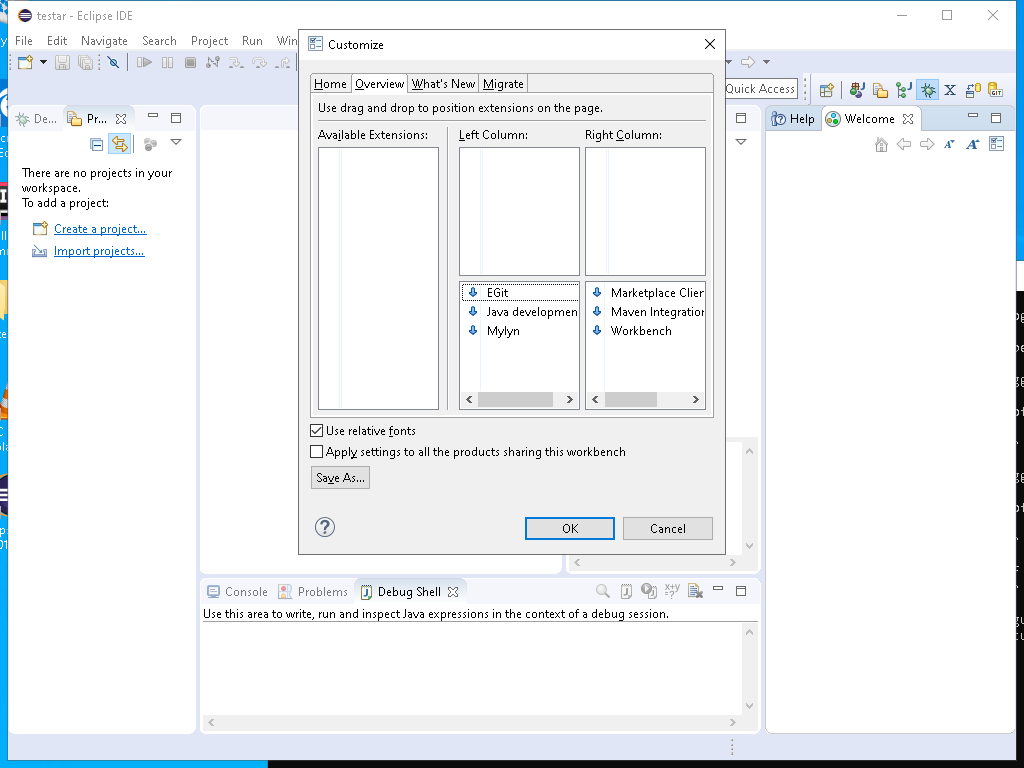 testar - Eclipse IDE
File Edit Navigate Search Project Run Win
Customize
Quick Access
De... Pr...
Help Welcome
Home Overview What's New Migrate
Use drag and drop to position extensions on the page.
Available Extensions: Left Column: Right Column:
There are no projects in your
workspace.
To add a project:
Create a project...
Import projects...
EGit
Java developmen
Mylyn
Marketplace Clier
Maven Integration
Workbench
Use relative fonts
Apply settings to all the products sharing this workbench
Save As...
OK Cancel
Console Problems Debug Shell
Use this area to write, run and inspect Java expressions in the context of a debug session.